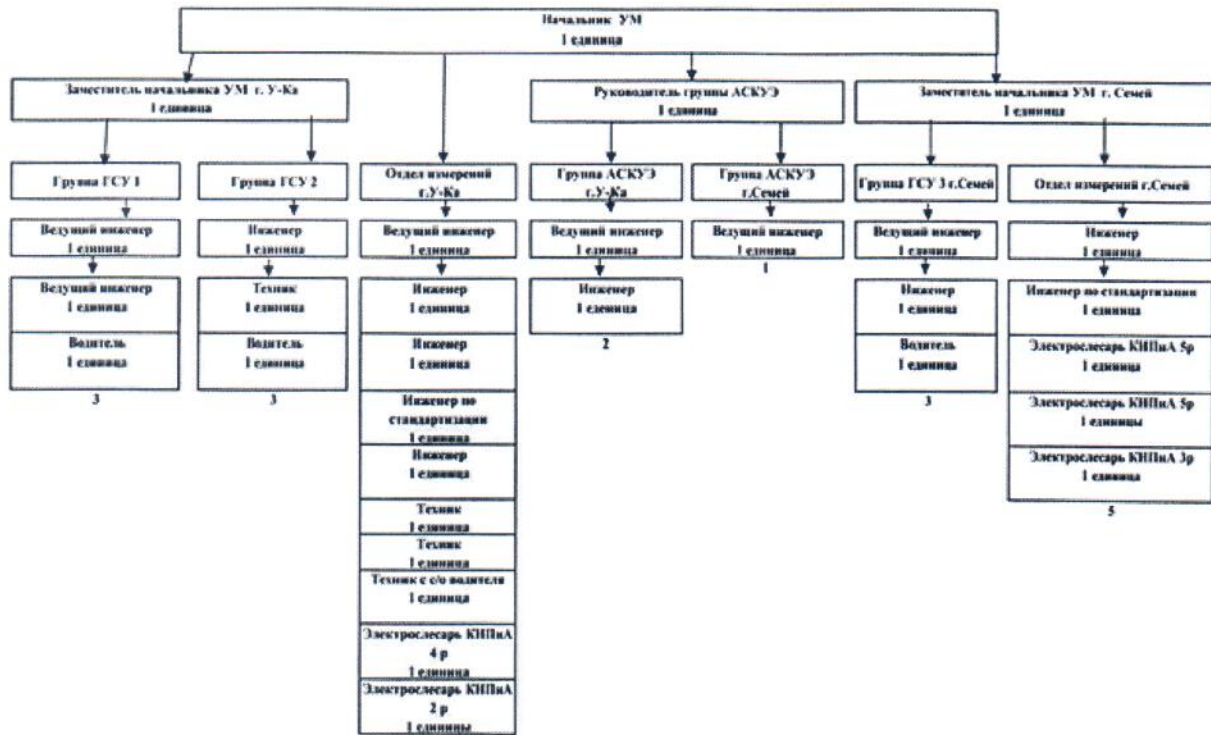 Начальник УМ
1 единица
Заместитель начальника УМ г. У-Ка
1 единица
Руководитель группы АСКУЭ
1 единица
Заместитель начальника УМ г. Семей
1 единица
Группа ГСУ 1
Группа ГСУ 2
Отдел измерений
г.У-Ка
Группа АСКУЭ
г.У-Ка
Группа АСКУЭ
г.Семей
Группа ГСУ 3 г.Семей
Отдел измерений г.Семей
Ведущий инженер
1 единица
Инженер
1 единица
Ведущий инженер
1 единица
Ведущий инженер
1 единица
Ведущий инженер
1 единица
1
Ведущий инженер
1 единица
Инженер
1 единица
Ведущий инженер
1 единица
Водитель
1 единица
3
Техник
1 единица
Водитель
1 единица
3
Инженер
1 единица
Инженер
1 единица
Инженер по
стандартизации
1 единица
Инженер
1 единица
Техник
1 единица
Техник
1 единица
Техник с с/о водителя
1 единица
Электрослесарь КИПиА
4 р
1 единица
Электрослесарь КИПиА
2 р
1 единицы
Инженер
1 единица
2
Инженер
1 единица
Водитель
1 единица
3
Инженер по стандартизации
1 единица
Электрослесарь КИПиА 5р
1 единица
Электрослесарь КИПиА 5р
1 единицы
Электрослесарь КИПиА 3р
1 единица
5